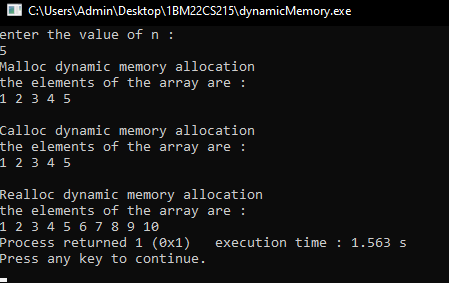 C:\Users\Admin\Desktop\1BM22CS215\dynamicMemory.exe
enter the value of n :
5
Malloc dynamic memory allocation
the elements of the array are :
1 2 3 4 5
Calloc dynamic memory allocation
the elements of the array are :
1 2 3 4 5
Realloc dynamic memory allocation
the elements of the array are :
1 2 3 4 5 6 7 8 9 10
Process returned 1 (0x1)   execution time : 1.563 s
Press any key to continue.